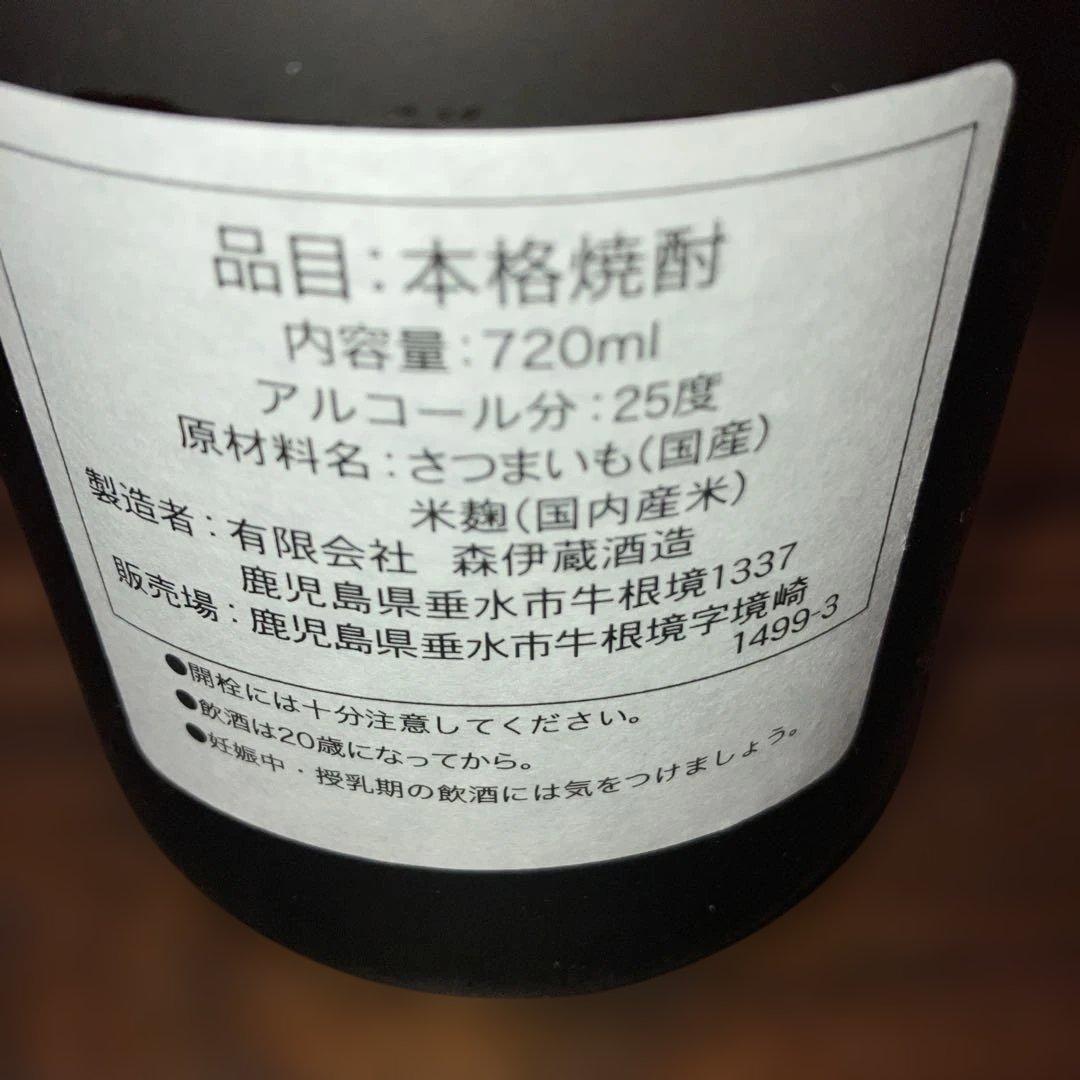 品目:本格焼酎
内容量:720ml
アルコール分:25度
原材料名:さつまいも(国産)
米麹(国内産米)
製造者:有限会社 森伊蔵酒造
鹿児島県垂水市牛根境1337
販売場:鹿児島県垂水市牛根境字境崎
1499-3
●開栓には十分注意してください。
●飲酒は20歳になってから。
●妊娠中・授乳期の飲酒には気をつけましょう。